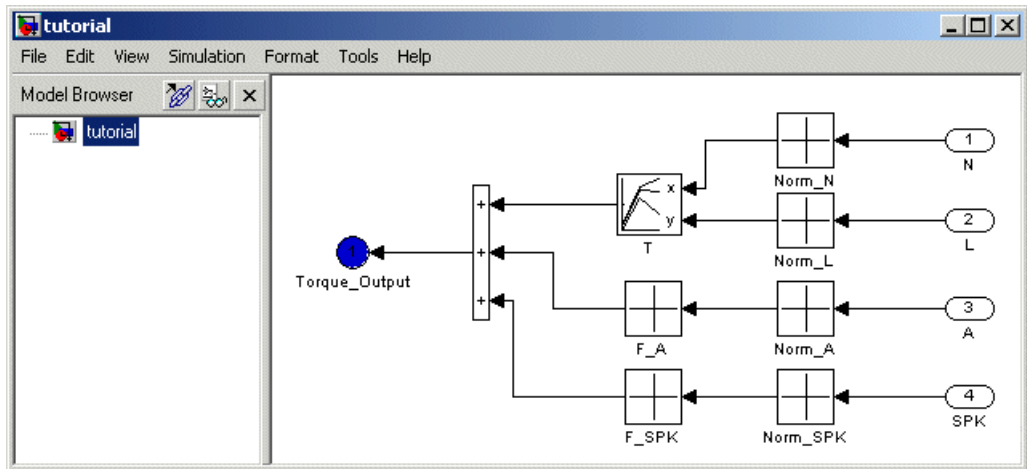 tutorial
File Edit View Simulation Format Tools Help
Model Browser
tutorial
1
N
Norm_N
x
y
T
2
L
Norm_L
+
+
+
1
Torque_Output
3
A
Norm_A
F_A
4
SPK
Norm_SPK
F_SPK